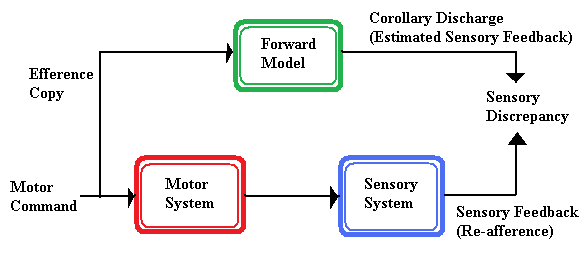 Corollary Discharge
(Estimated Sensory Feedback)
Forward
Model
Efference
Copy
Sensory
Discrepancy
Motor
Command
Motor
System
Sensory
System
Sensory Feedback
(Re-afference)